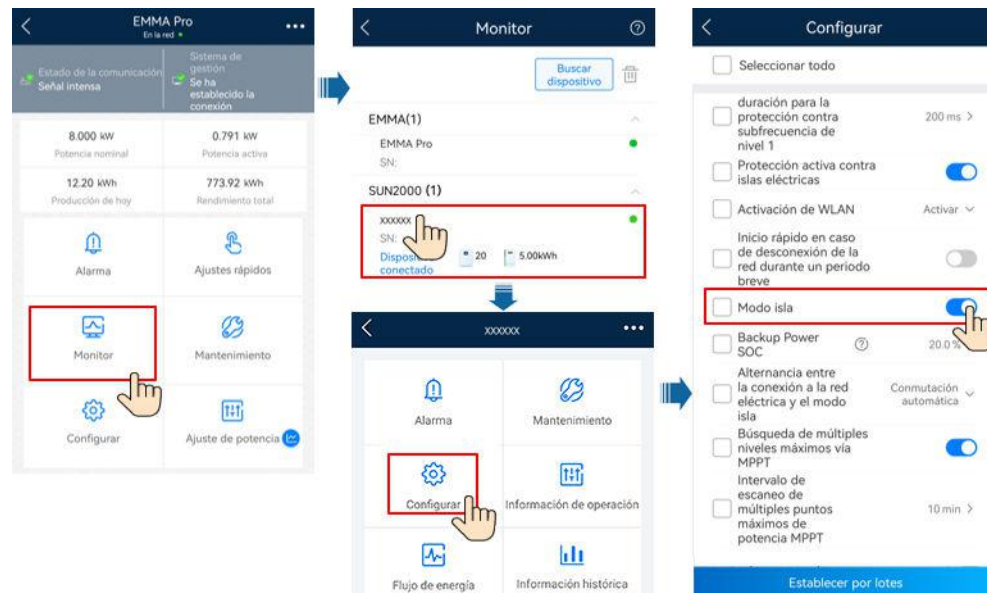 EMMA Pro
En la red
Estado de la comunicación
Señal intensa
Sistema de
gestión
Se ha
establecido la
conexión
8.000 kW
Potencia nominal
0.791 kW
Potencia activa
12.20 kWh
Producción de hoy
773.92 kWh
Rendimiento total
Alarma
Ajustes rápidos
Monitor
Mantenimiento
Configurar
Ajuste de potencia
Monitor
Buscar
dispositivo
EMMA(1)
EMMA Pro
SN:
SUN2000 (1)
xxxxxx
SN:
20
5.00kWh
conectado
xxxxxx
Alarma
Mantenimiento
Configurar
Información de operación
Flujo de energía
Información histórica
Configurar
Seleccionar todo
duración para la
protección contra
subfrecuencia de
nivel 1
200 ms
Protección activa contra
islas eléctricas
Activación de WLAN
Activar
Inicio rápido en caso
de desconexión de la
red durante un periodo
breve
Modo isla
Backup Power
SOC
20.0%
Alternancia entre
la conexión a la red
eléctrica y el modo
isla
Conmutación
automática
Búsqueda de múltiples
niveles máximos vía
MPPT
Intervalo de
escaneo de
múltiples puntos
máximos de
potencia MPPT
10 min
Establecer por lotes